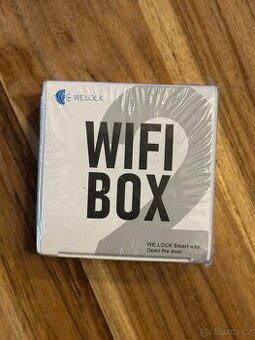 WE.LOCK
WIFI
2
BOX
WE.LOCK Smart way
Open the door
Bazos.cz